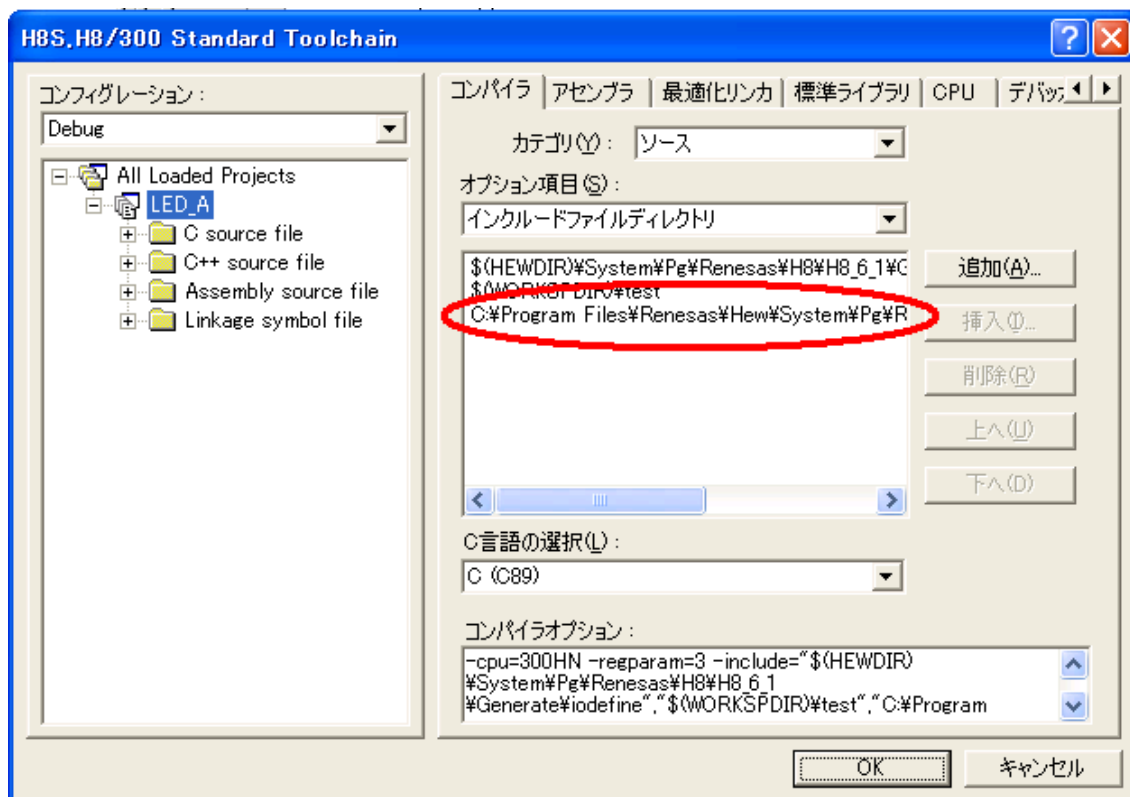 H8S,H8/300 Standard Toolchain
コンフィグレーション :
Debug
All Loaded Projects
LED_A
C source file
C++ source file
Assembly source file
Linkage symbol file
コンパイラ アセンブラ 最適化リンカ 標準ライブラリ CPU デバッ
カテゴリ(Y) : ソース
オプション項目(S) :
インクルードファイルディレクトリ
$(HEWDIR)¥System¥Pg¥Renesas¥H8¥H8_6_1¥G
$(WORKSPDIR)¥test
C:¥Program Files¥Renesas¥Hew¥System¥Pg¥R
追加(A)...
挿入(I)...
削除(R)
上へ(U)
下へ(D)
C言語の選択(L) :
C (C89)
コンパイラオプション :
-cpu=300HN -regparam=3 -include="$(HEWDIR)
¥System¥Pg¥Renesas¥H8¥H8_6_1
¥Generate¥iodefine","$(WORKSPDIR)¥test","C:¥Program
OK
キャンセル